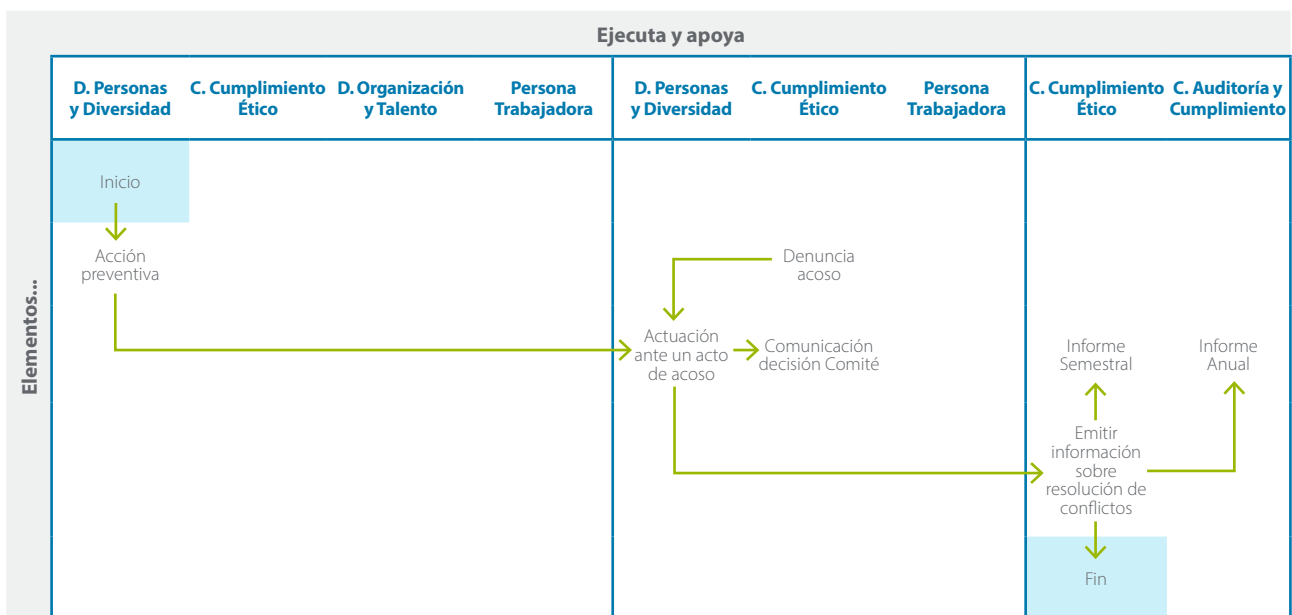 Ejecuta y apoya
D. Personas
y Diversidad
C. Cumplimiento
Ético
D. Organización
y Talento
Persona
Trabajadora
D. Personas
y Diversidad
C. Cumplimiento
Ético
Persona
Trabajadora
C. Cumplimiento
Ético
C. Auditoría y
Cumplimiento
Elementos...
Inicio
Acción
preventiva
Denuncia
acoso
Actuación
ante un acto
de acoso
Comunicación
decisión Comité
Informe
Semestral
Informe
Anual
Emitir
información
sobre
resolución de
conflictos
Fin